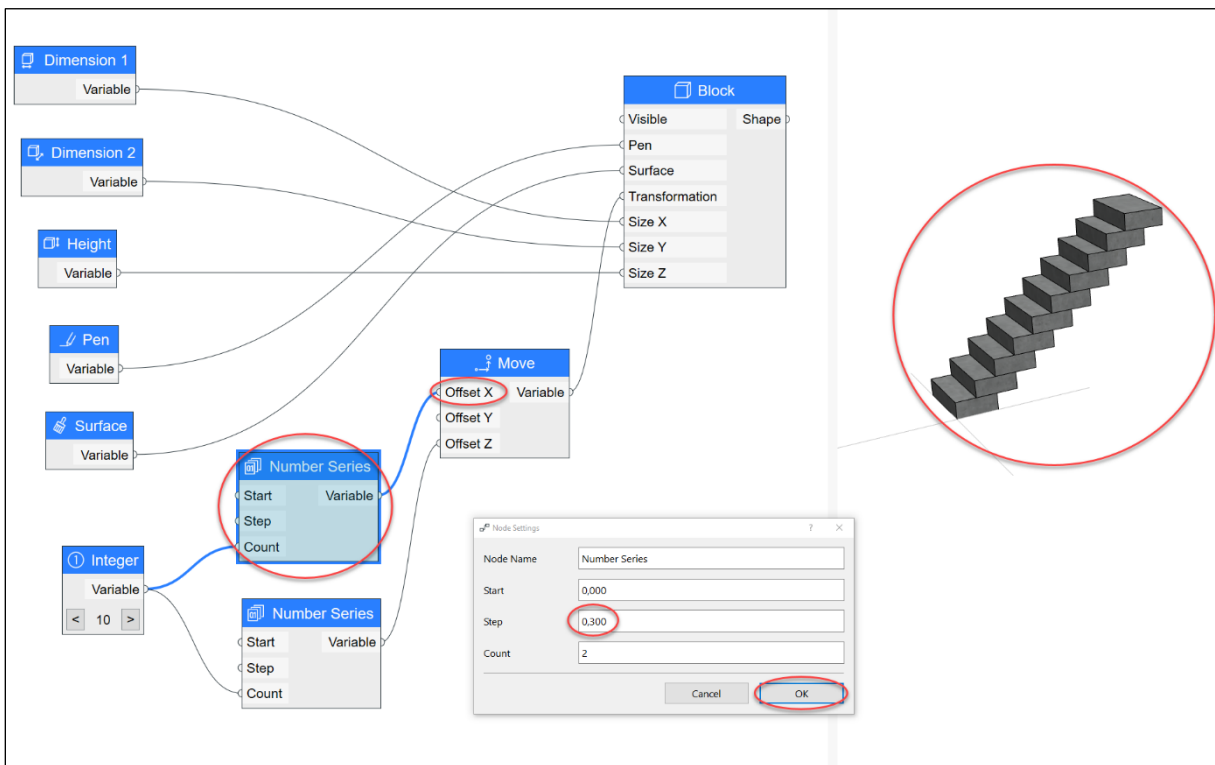 Dimension 1
Variable
Dimension 2
Variable
Height
Variable
Pen
Variable
Surface
Variable
Integer
Variable
< 10 >
Number Series
Start Variable
Step
Count
Number Series
Start Variable
Step
Count
Move
Offset X Variable
Offset Y
Offset Z
Block
Visible Shape
Pen
Surface
Transformation
Size X
Size Y
Size Z
Node Settings ? ×
Node Name Number Series
Start 0,000
Step 0,300
Count 2
Cancel OK